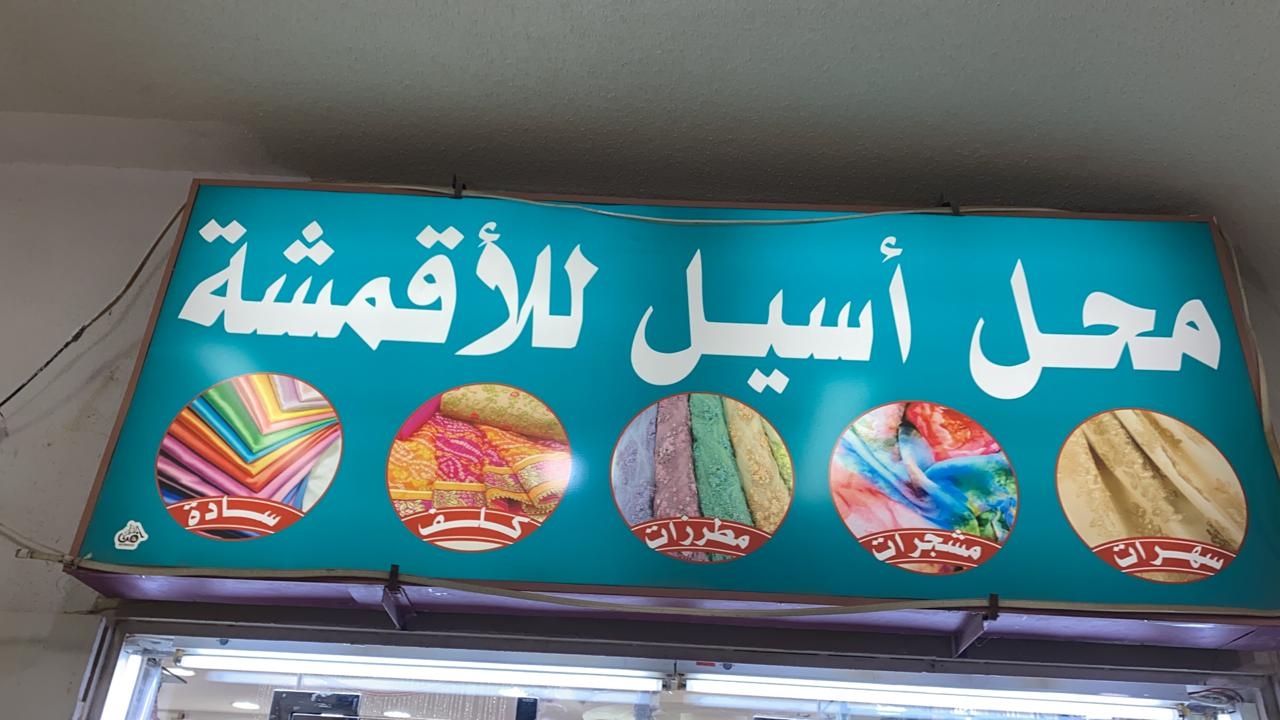 محل أسيل للأقمشة
سهرات
مشجرات
مطرزات
كلف
سادة